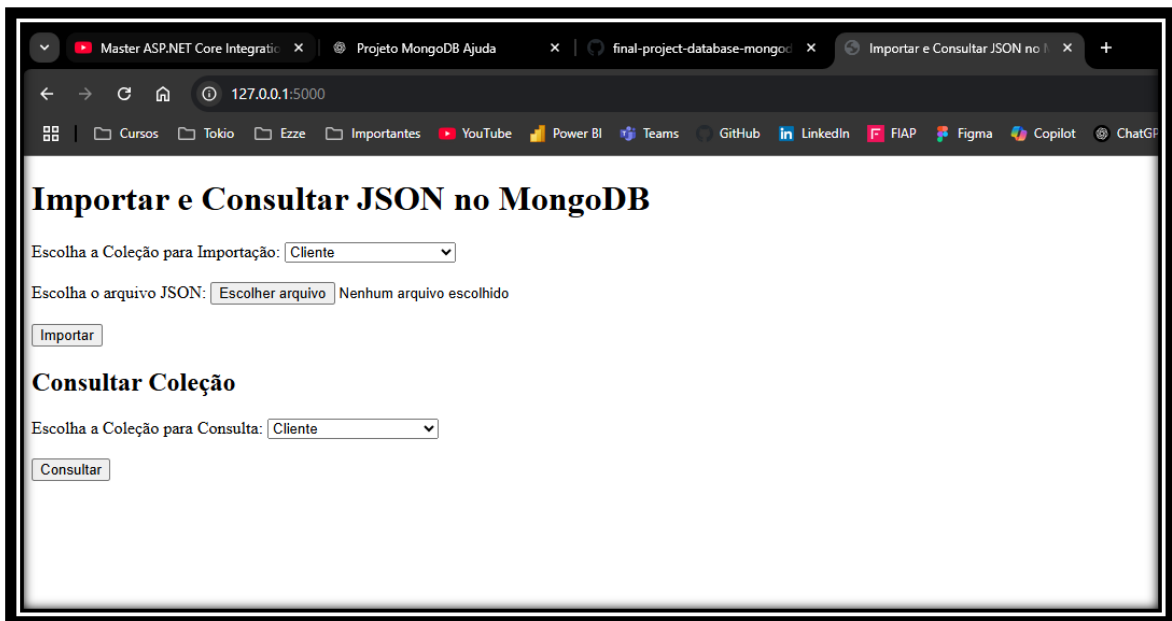 Master ASP.NET Core Integratio
Projeto MongoDB Ajuda
final-project-database-mongod
Importar e Consultar JSON no M
127.0.0.1:5000
Cursos Tokio Ezze Importantes YouTube Power BI Teams GitHub LinkedIn FIAP Figma Copilot ChatGP
Importar e Consultar JSON no MongoDB
Escolha a Coleção para Importação: Cliente
Escolha o arquivo JSON: Escolher arquivo Nenhum arquivo escolhido
Importar
Consultar Coleção
Escolha a Coleção para Consulta: Cliente
Consultar